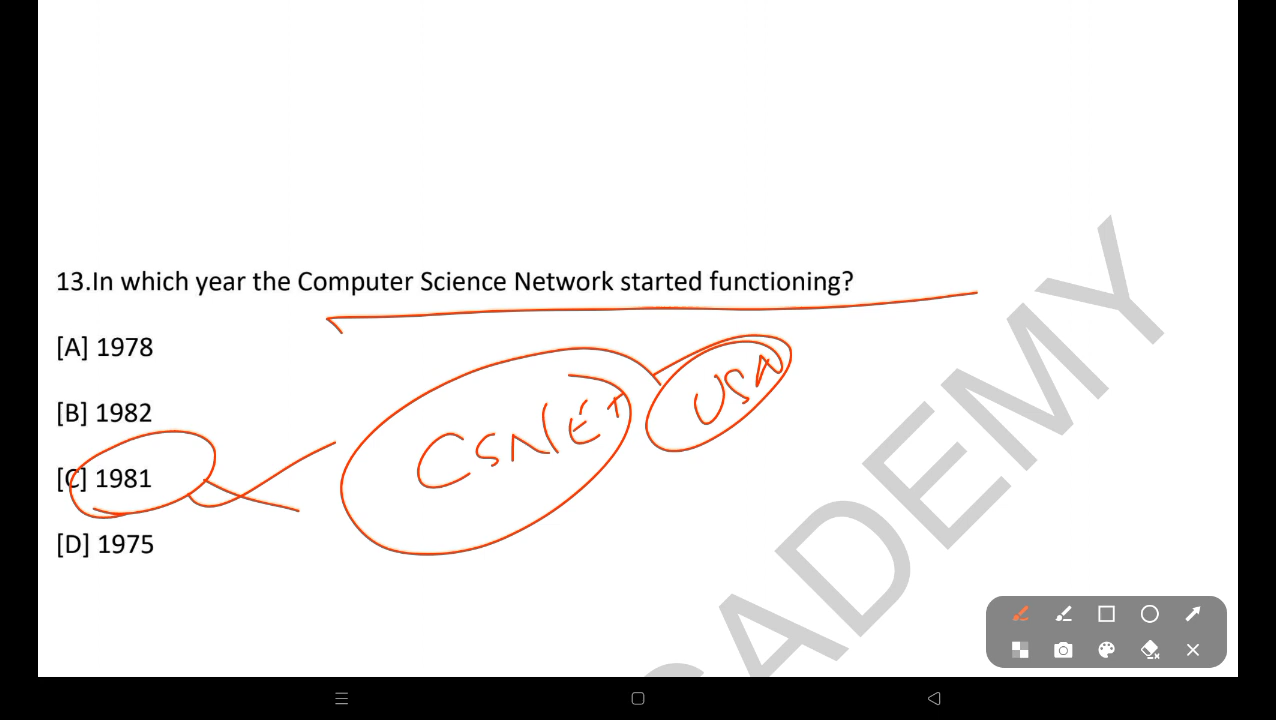 13.In which year the Computer Science Network started functioning?
[A] 1978
[B] 1982
[C] 1981
[D] 1975
CSNET
USA
ADEMY